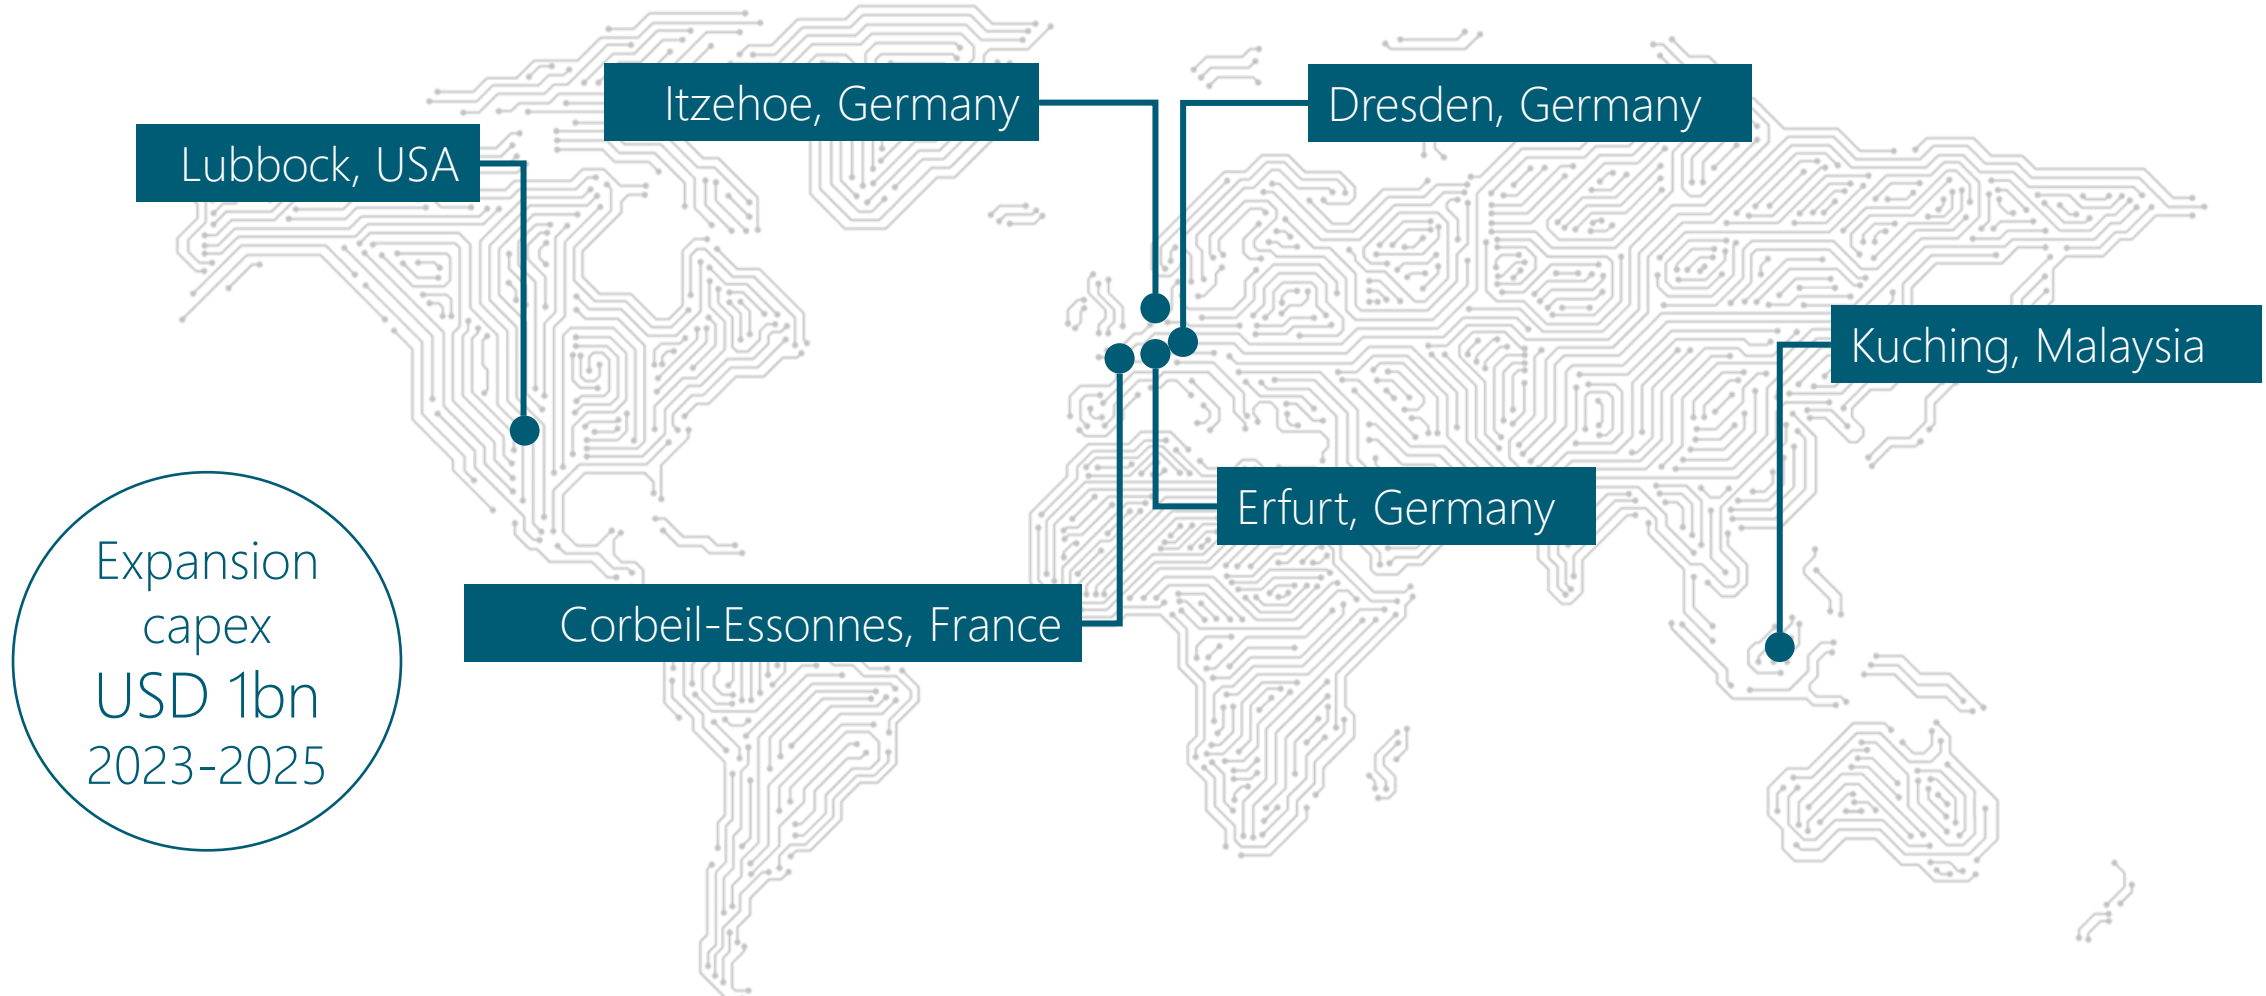 Itzehoe, Germany
Dresden, Germany
Lubbock, USA
Kuching, Malaysia
Erfurt, Germany
Corbeil-Essonnes, France
Expansion
capex
USD 1bn
2023-2025